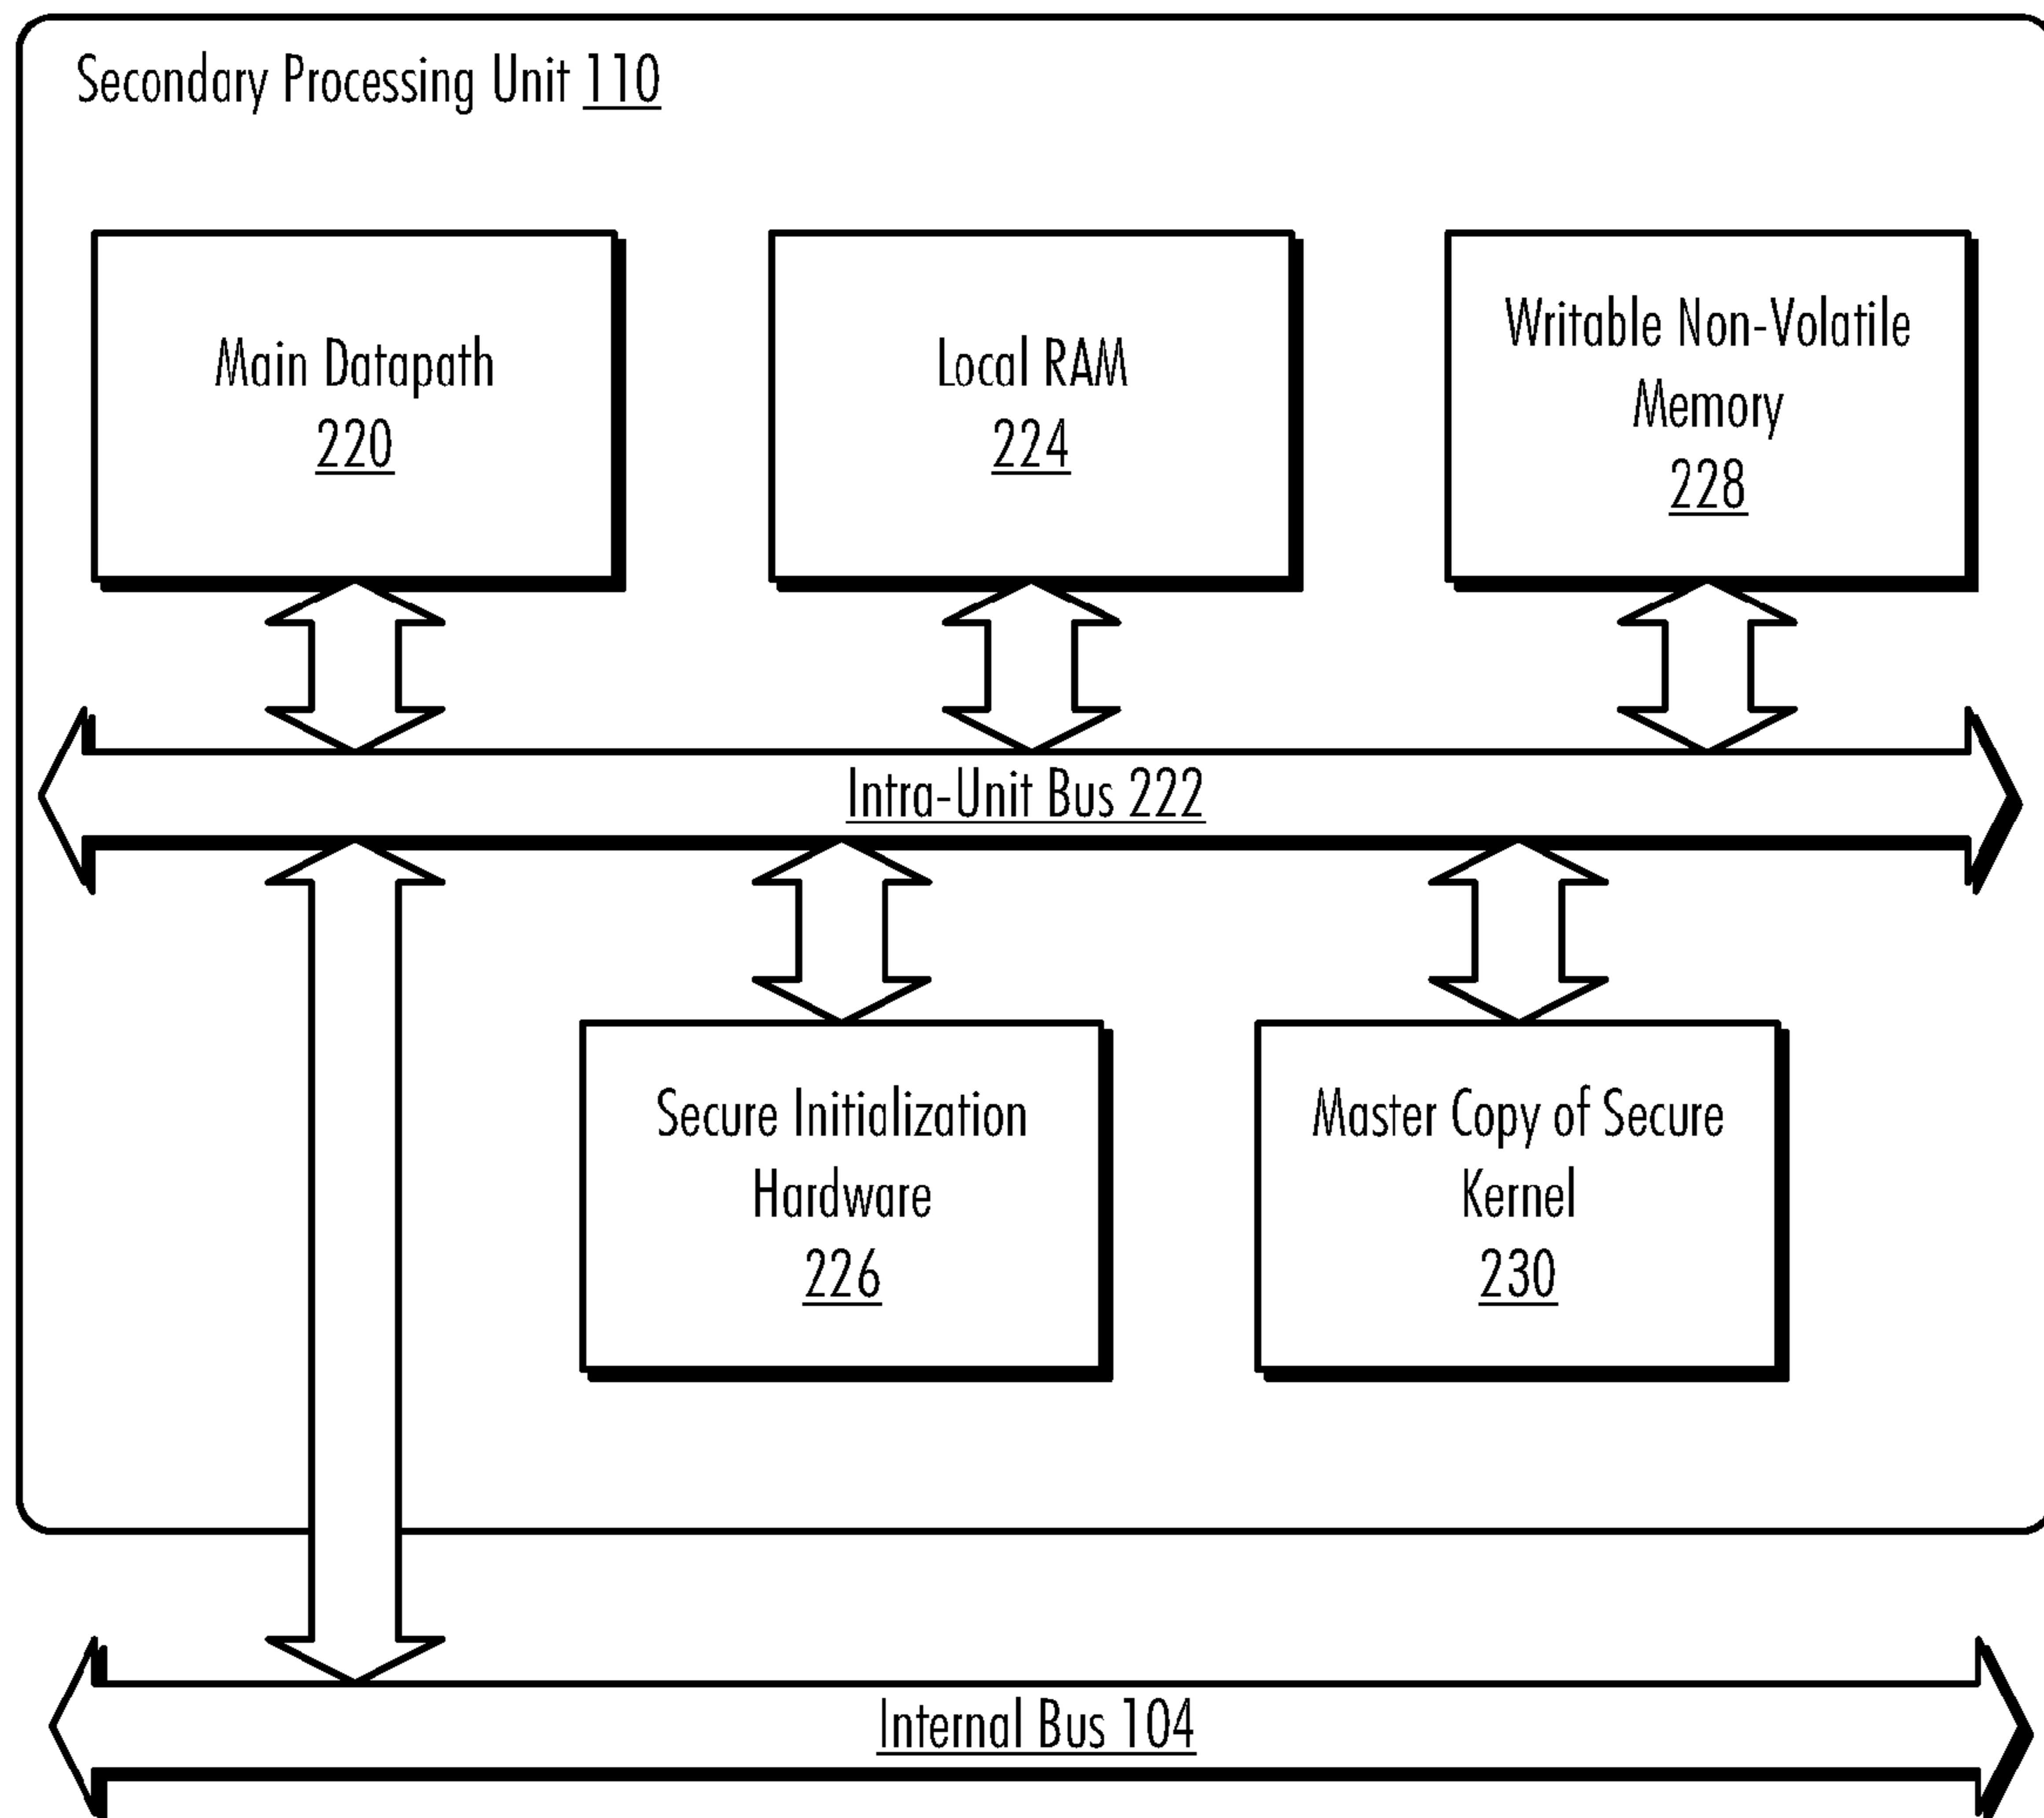 Secondary Processing Unit 110
Main Datapath
220
Local RAM
224
Writable Non-Volatile
Memory
228
Intra-Unit Bus 222
Secure Initialization
Hardware
226
Master Copy of Secure
Kernel
230
Internal Bus 104